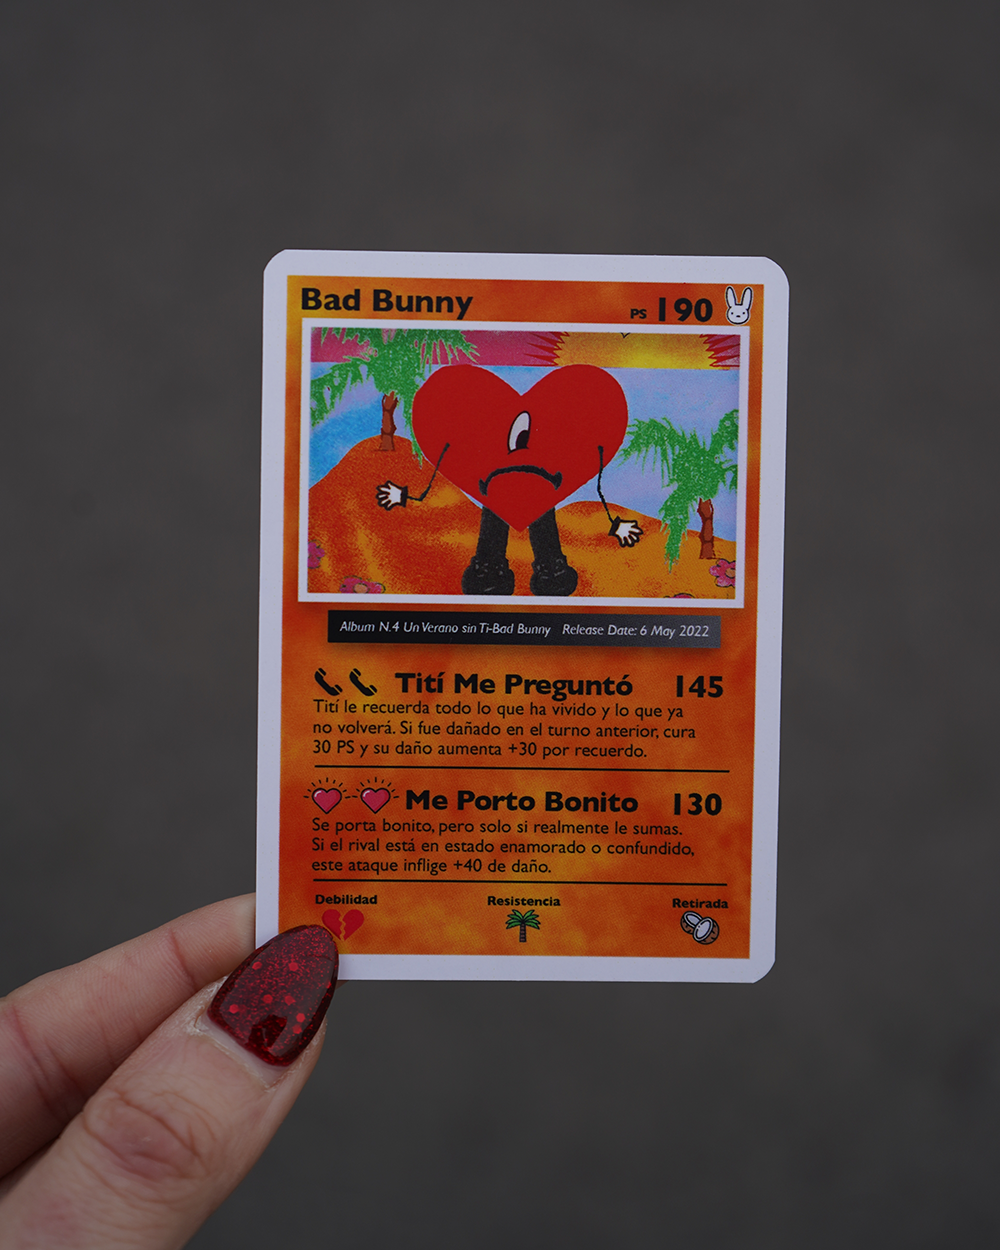 Bad Bunny PS 190
Album N.4 Un Verano sin Ti-Bad Bunny Release Date: 6 May 2022
Tití Me Preguntó 145
Tití le recuerda todo lo que ha vivido y lo que ya
no volverá. Si fue dañado en el turno anterior, cura
30 PS y su daño aumenta +30 por recuerdo.
Me Porto Bonito 130
Se porta bonito, pero solo si realmente le sumas.
Si el rival está en estado enamorado o confundido,
este ataque inflige +40 de daño.
Debilidad Resistencia Retirada